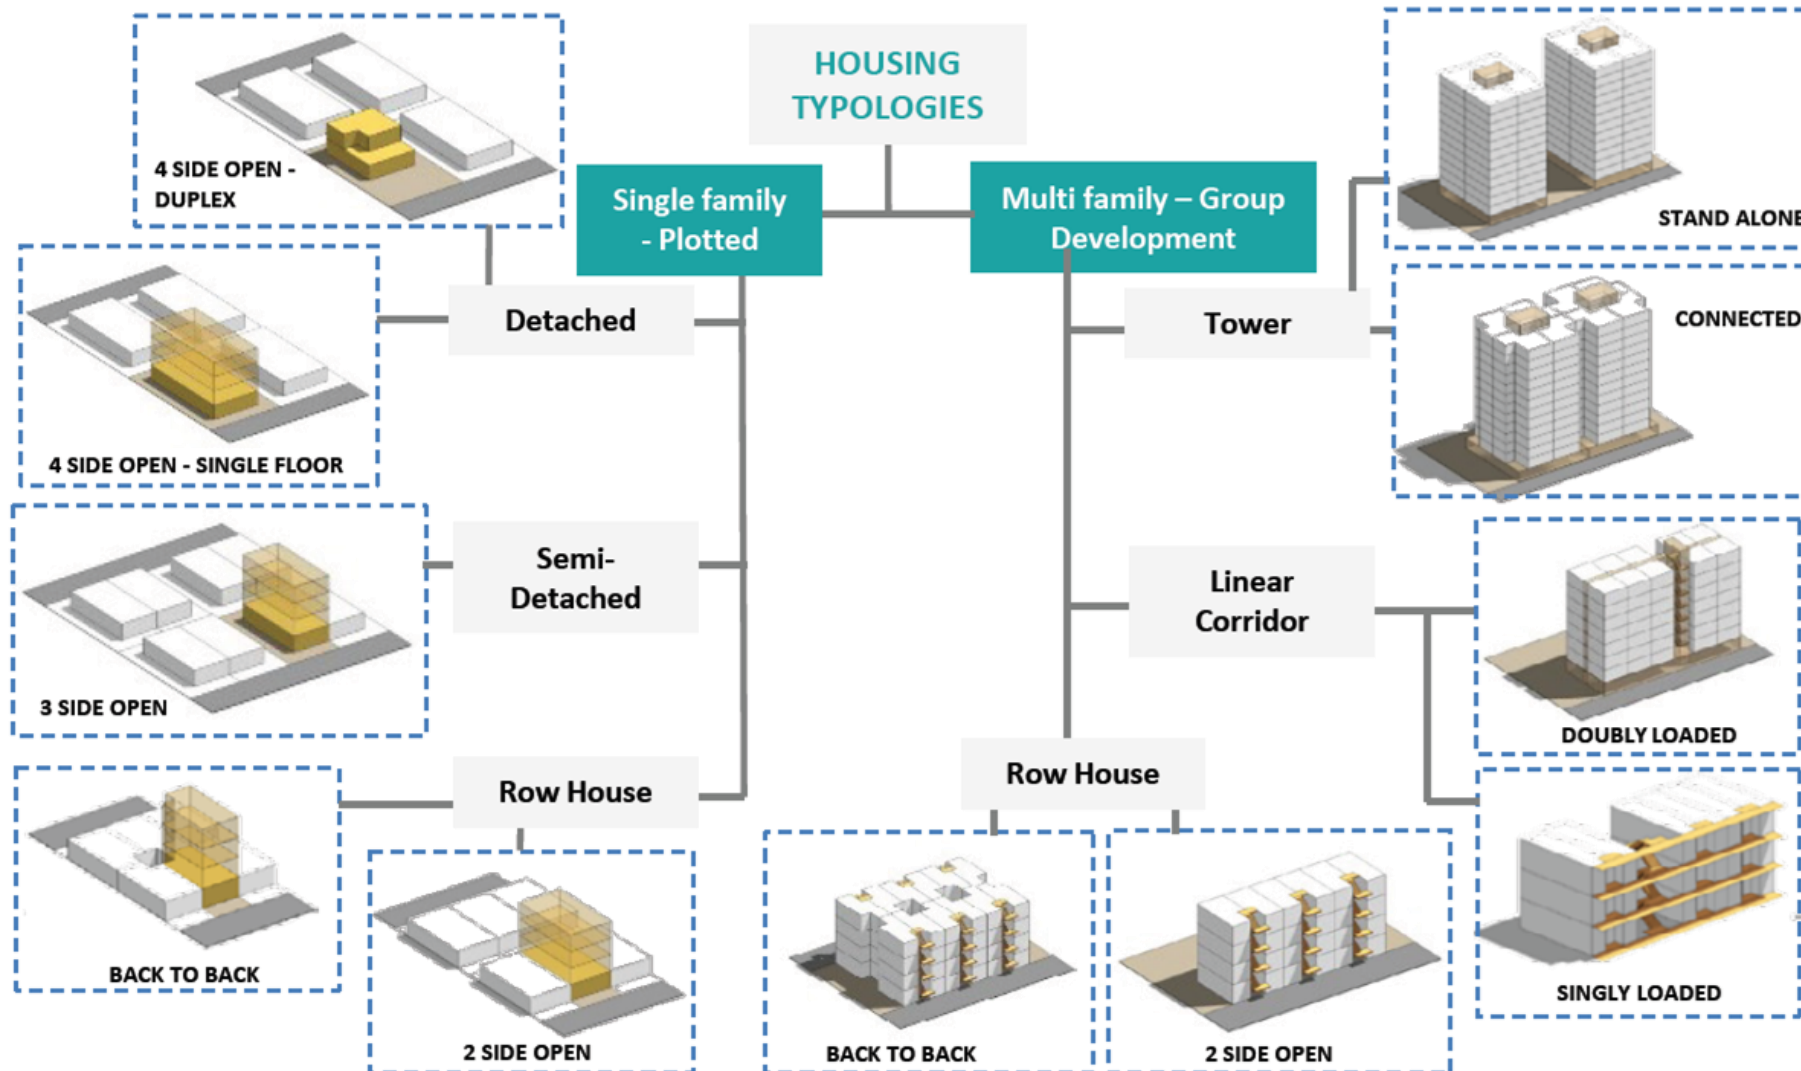 HOUSING
TYPOLOGIES
4 SIDE OPEN -
DUPLEX
Single family
- Plotted
Multi family – Group
Development
STAND ALONE
Detached
Tower
CONNECTED
4 SIDE OPEN - SINGLE FLOOR
Semi-
Detached
Linear
Corridor
3 SIDE OPEN
DOUBLY LOADED
Row House
Row House
BACK TO BACK
SINGLY LOADED
2 SIDE OPEN
BACK TO BACK
2 SIDE OPEN